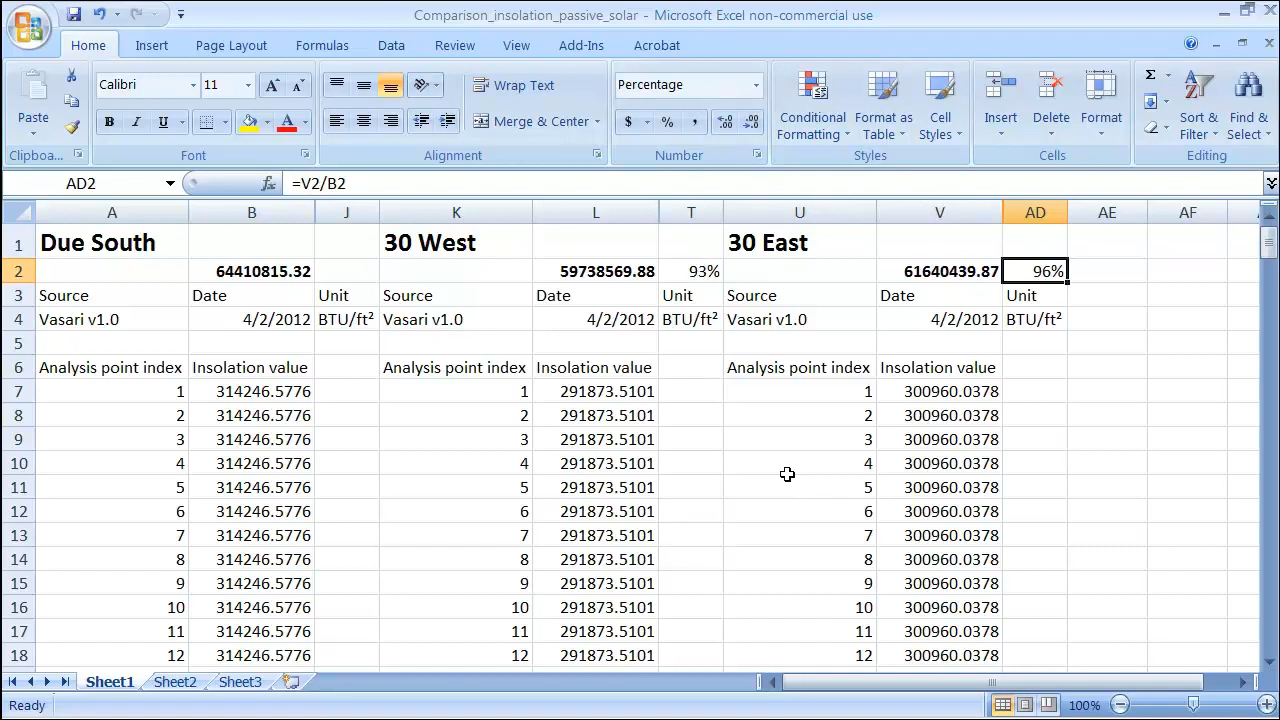 Comparison_insolation_passive_solar - Microsoft Excel non-commercial use
Home Insert Page Layout Formulas Data Review View Add-Ins Acrobat
Paste
Calibri 11
B I U A
Wrap Text
Merge & Center
Percentage
$ % ,
Conditional Formatting
Format as Table
Cell Styles
Insert Delete Format
Σ
Sort & Filter
Find & Select
Clipboa... Font Alignment Number Styles Cells Editing
AD2 fx =V2/B2
A B J K L T U V AD AE AF
1 Due South 30 West 30 East
2 64410815.32 59738569.88 93% 61640439.87 96%
3 Source Date Unit Source Date Unit Source Date Unit
4 Vasari v1.0 4/2/2012 BTU/ft² Vasari v1.0 4/2/2012 BTU/ft² Vasari v1.0 4/2/2012 BTU/ft²
5
6 Analysis point index Insolation value Analysis point index Insolation value Analysis point index Insolation value
7 1 314246.5776 1 291873.5101 1 300960.0378
8 2 314246.5776 2 291873.5101 2 300960.0378
9 3 314246.5776 3 291873.5101 3 300960.0378
10 4 314246.5776 4 291873.5101 4 300960.0378
11 5 314246.5776 5 291873.5101 5 300960.0378
12 6 314246.5776 6 291873.5101 6 300960.0378
13 7 314246.5776 7 291873.5101 7 300960.0378
14 8 314246.5776 8 291873.5101 8 300960.0378
15 9 314246.5776 9 291873.5101 9 300960.0378
16 10 314246.5776 10 291873.5101 10 300960.0378
17 11 314246.5776 11 291873.5101 11 300960.0378
18 12 314246.5776 12 291873.5101 12 300960.0378
Sheet1 Sheet2 Sheet3
Ready 100%